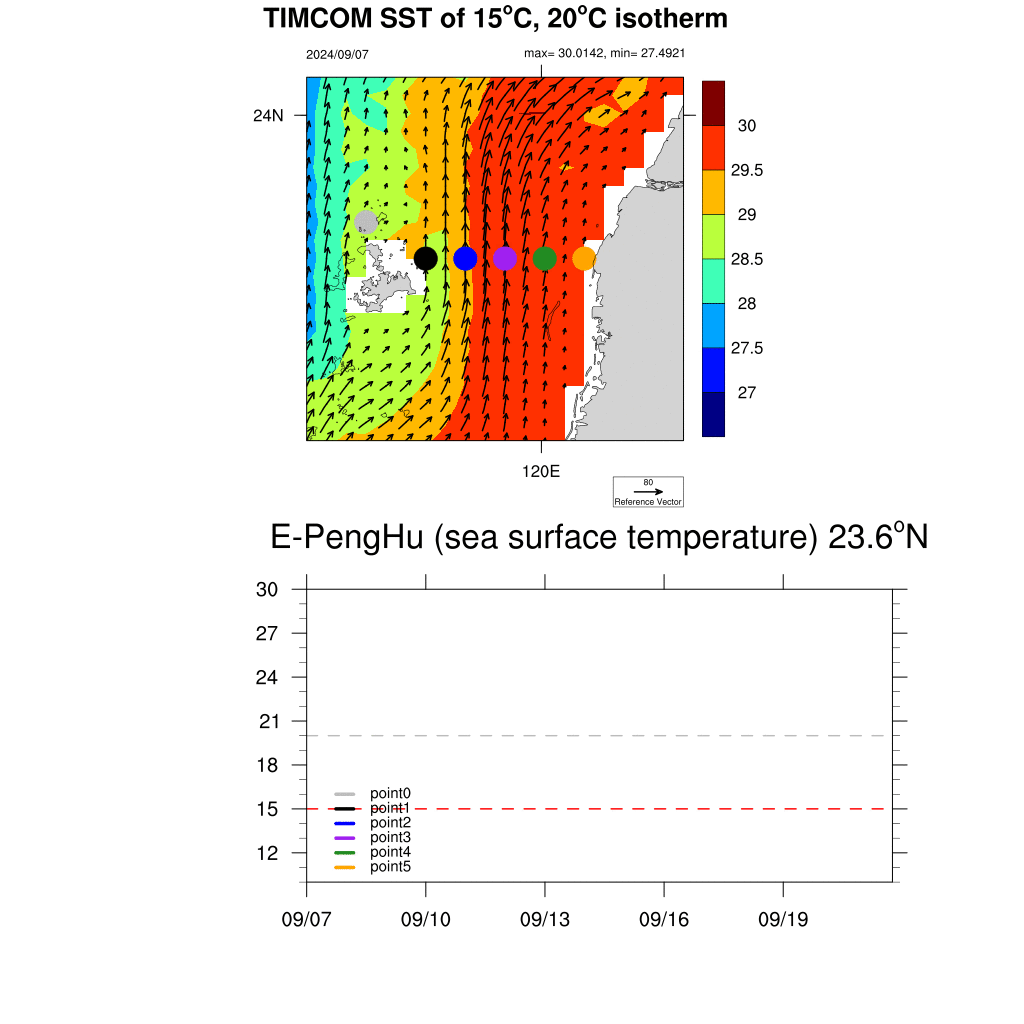 TIMCOM SST of 15°C, 20°C isotherm
2024/09/07
max= 30.0142, min= 27.4921
24N
120E
30
29.5
29
28.5
28
27.5
27
80
Reference Vector
E-PengHu (sea surface temperature) 23.6°N
30
27
24
21
18
15
12
point0
point1
point2
point3
point4
point5
09/07
09/10
09/13
09/16
09/19